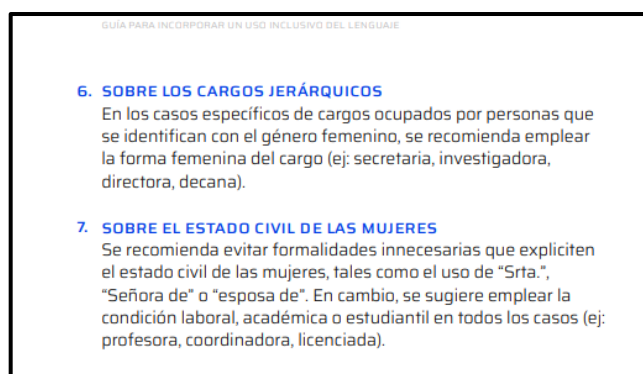 GUÍA PARA INCORPORAR UN USO INCLUSIVO DEL LENGUAJE
6. SOBRE LOS CARGOS JERÁRQUICOS
En los casos específicos de cargos ocupados por personas que
se identifican con el género femenino, se recomienda emplear
la forma femenina del cargo (ej: secretaria, investigadora,
directora, decana).
7. SOBRE EL ESTADO CIVIL DE LAS MUJERES
Se recomienda evitar formalidades innecesarias que expliciten
el estado civil de las mujeres, tales como el uso de “Srta.”,
“Señora de” o “esposa de”. En cambio, se sugiere emplear la
condición laboral, académica o estudiantil en todos los casos (ej:
profesora, coordinadora, licenciada).